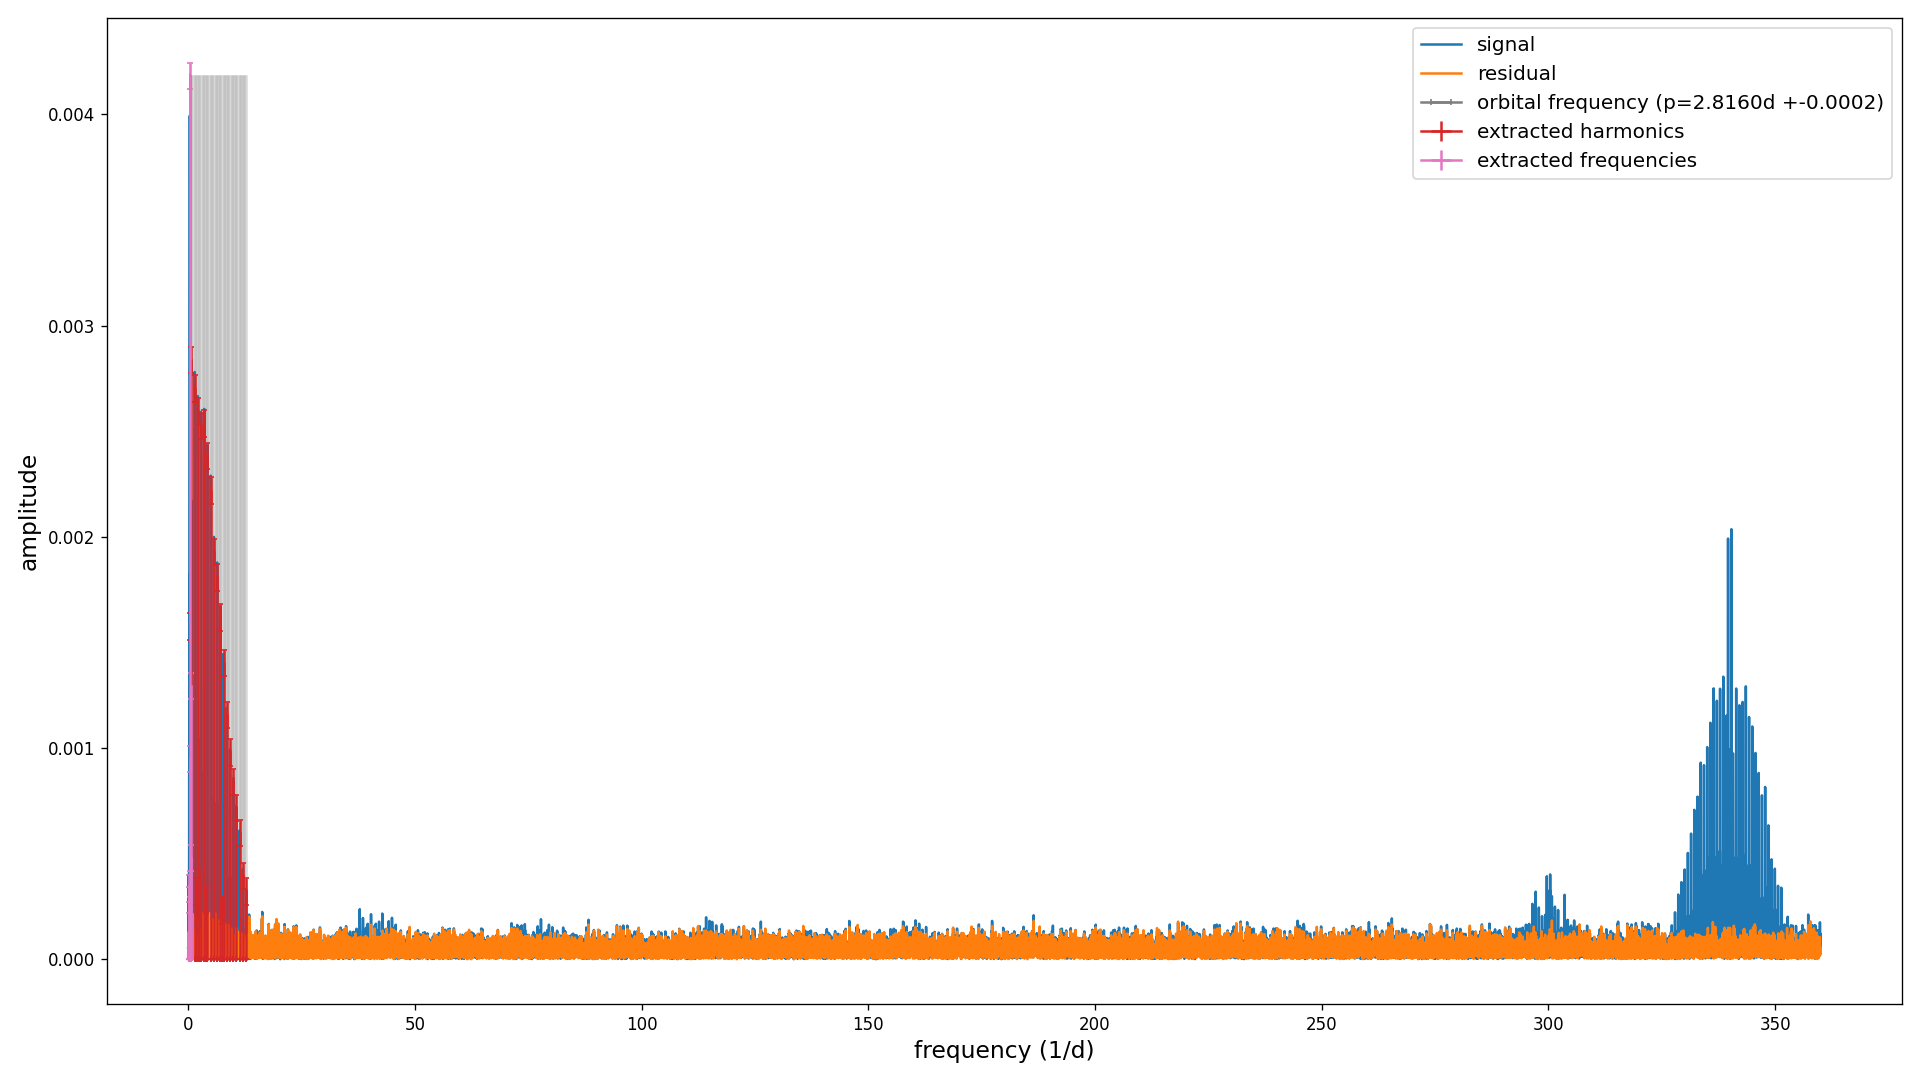 signal
residual
orbital frequency (p=2.8160d +-0.0002)
extracted harmonics
extracted frequencies
amplitude
0.004
0.003
0.002
0.001
0.000
0 50 100 150 200 250 300 350
frequency (1/d)